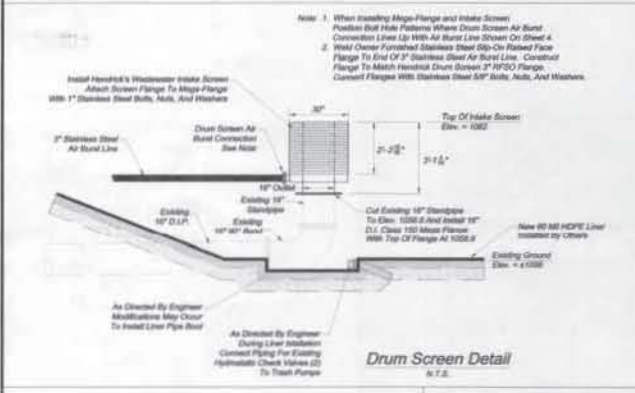 Note: 1. When Installing Mega-Flange and Intake Screen
Position Bolt Hole Patterns Where Drum Screen Air Burst
Connection Lines Up With Air Burst Line Shown On Sheet 4.
2. Weld Owner Furnished Stainless Steel Slip-On Raised Face
Flange To End Of 3" Stainless Steel Air Burst Line. Construct
Flange To Match Hendrick Drum Screen 3" RFSO Flange.
Connect Flanges With Stainless Steel 5/8" Bolts, Nuts, And Washers.
Install Hendrick's Wastewater Intake Screen
Attach Screen Flange To Mega-Flange
With 1" Stainless Steel Bolts, Nuts, And Washers
30"
Top Of Intake Screen
Elev. = 1062
3" Stainless Steel
Air Burst Line
Drum Screen Air
Burst Connection
See Note
16" Outlet
Existing 16"
Standpipe
Cut Existing 16" Standpipe
To Elev. 1058.8 And Install 16"
D.I. Class 150 Mega Flange
With Top Of Flange At 1058.9
Existing
16" D.I.P.
Existing
16" 90° Bend
New 60 Mil HDPE Liner
Installed by Others
Existing Ground
Elev. = ±1056
As Directed By Engineer
Modifications May Occur
To Install Liner Pipe Boot
As Directed By Engineer
During Liner Istallation
Connect Piping For Existing
Hydrostatic Check Valves (2)
To Trash Pumps
Drum Screen Detail
N.T.S.